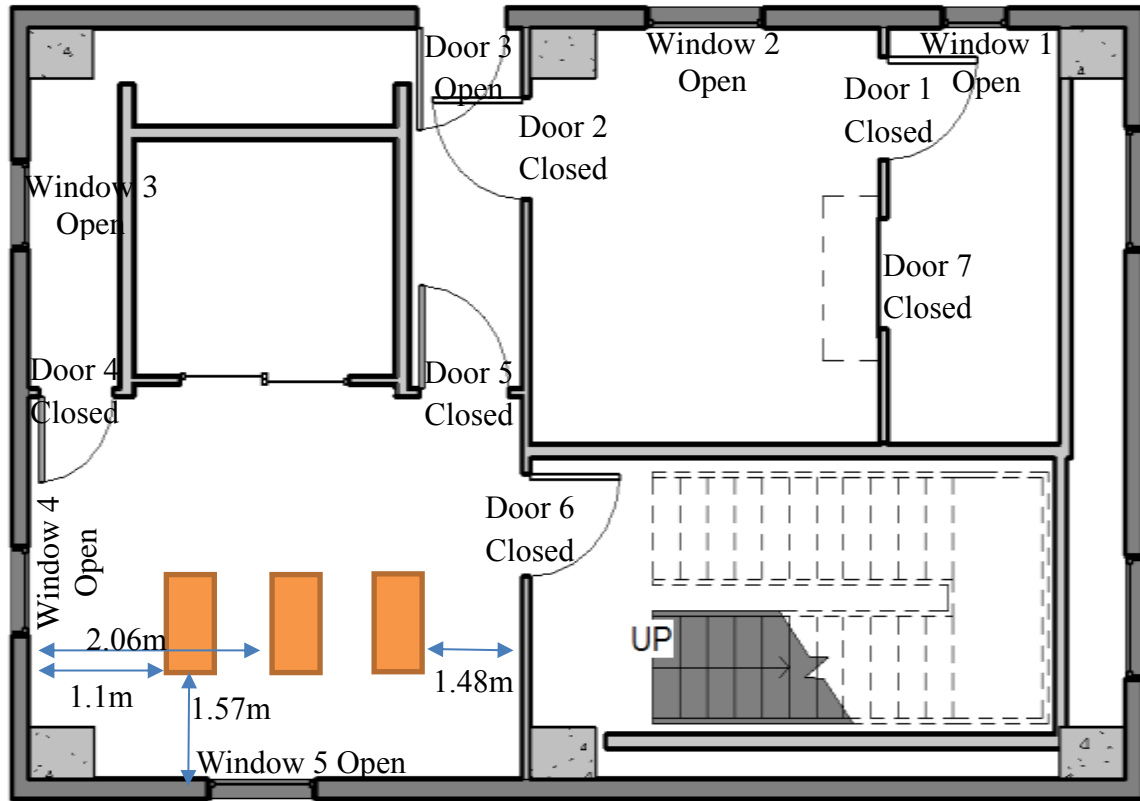 Door 3
Open
Window 2
Open
Window 1
Open
Door 1
Closed
Door 2
Closed
Window 3
Open
Door 7
Closed
Door 4
Closed
Door 5
Closed
Window 4
Open
Door 6
Closed
2.06m
1.1m
1.57m
1.48m
UP
Window 5 Open